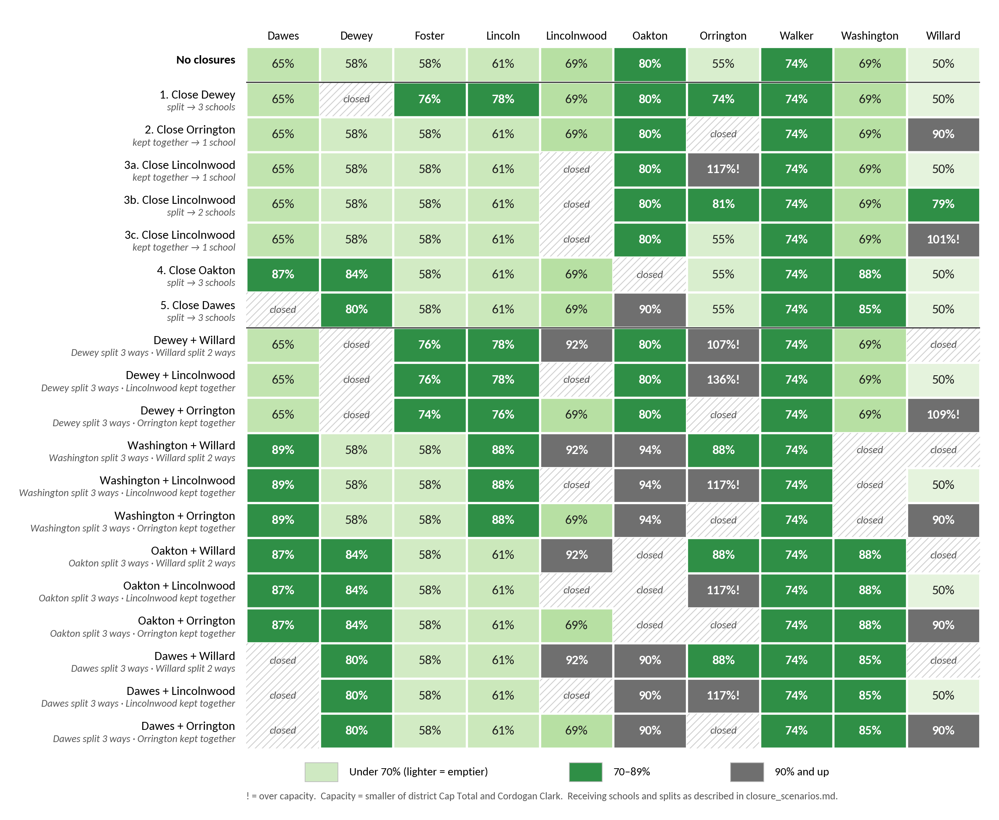 Dawes Dewey Foster Lincoln Lincolnwood Oakton Orrington Walker Washington Willard
No closures 65% 58% 58% 61% 69% 80% 55% 74% 69% 50%
1. Close Dewey 65% closed 76% 78% 69% 80% 74% 74% 69% 50%
split → 3 schools
2. Close Orrington 65% 58% 58% 61% 69% 80% closed 74% 69% 90%
kept together → 1 school
3a. Close Lincolnwood 65% 58% 58% 61% closed 80% 117%! 74% 69% 50%
kept together → 1 school
3b. Close Lincolnwood 65% 58% 58% 61% closed 80% 81% 74% 69% 79%
split → 2 schools
3c. Close Lincolnwood 65% 58% 58% 61% closed 80% 55% 74% 69% 101%!
kept together → 1 school
4. Close Oakton 87% 84% 58% 61% 69% closed 55% 74% 88% 50%
split → 3 schools
5. Close Dawes closed 80% 58% 61% 69% 90% 55% 74% 85% 50%
split → 3 schools
Dewey + Willard 65% closed 76% 78% 92% 80% 107%! 74% 69% closed
Dewey split 3 ways · Willard split 2 ways
Dewey + Lincolnwood 65% closed 76% 78% closed 80% 136%! 74% 69% 50%
Dewey split 3 ways · Lincolnwood kept together
Dewey + Orrington 65% closed 74% 76% 69% 80% closed 74% 69% 109%!
Dewey split 3 ways · Orrington kept together
Washington + Willard 89% 58% 58% 88% 92% 94% 88% 74% closed closed
Washington split 3 ways · Willard split 2 ways
Washington + Lincolnwood 89% 58% 58% 88% closed 94% 117%! 74% closed 50%
Washington split 3 ways · Lincolnwood kept together
Washington + Orrington 89% 58% 58% 88% 69% 94% closed 74% closed 90%
Washington split 3 ways · Orrington kept together
Oakton + Willard 87% 84% 58% 61% 92% closed 88% 74% 88% closed
Oakton split 3 ways · Willard split 2 ways
Oakton + Lincolnwood 87% 84% 58% 61% closed closed 117%! 74% 88% 50%
Oakton split 3 ways · Lincolnwood kept together
Oakton + Orrington 87% 84% 58% 61% 69% closed closed 74% 88% 90%
Oakton split 3 ways · Orrington kept together
Dawes + Willard closed 80% 58% 61% 92% 90% 88% 74% 85% closed
Dawes split 3 ways · Willard split 2 ways
Dawes + Lincolnwood closed 80% 58% 61% closed 90% 117%! 74% 85% 50%
Dawes split 3 ways · Lincolnwood kept together
Dawes + Orrington closed 80% 58% 61% 69% 90% closed 74% 85% 90%
Dawes split 3 ways · Orrington kept together
Under 70% (lighter = emptier) 70–89% 90% and up
! = over capacity. Capacity = smaller of district Cap Total and Cordogan Clark. Receiving schools and splits as described in closure_scenarios.md.